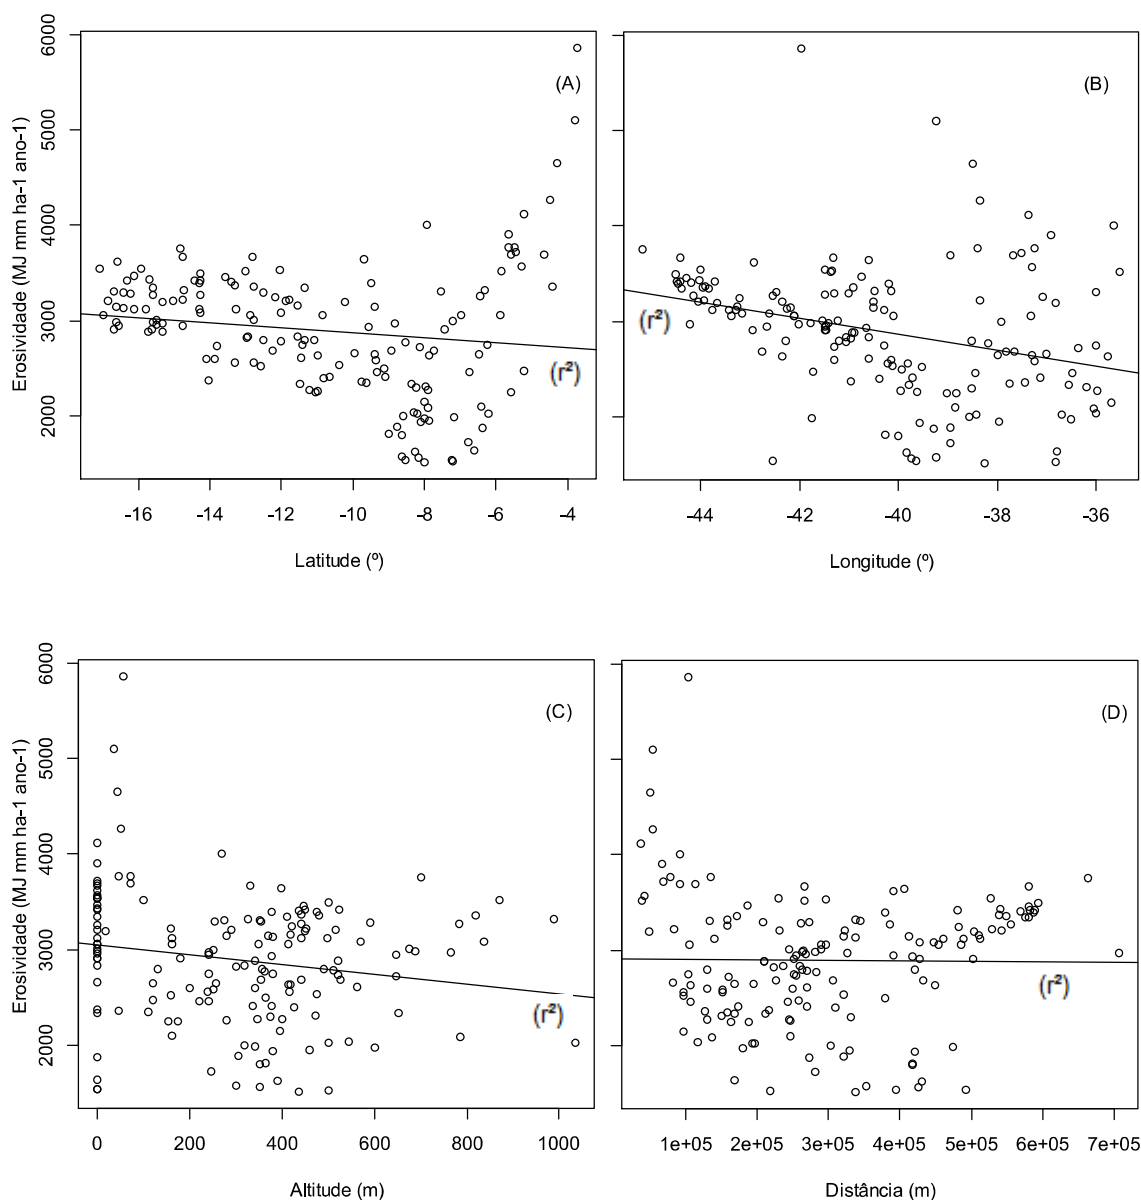 6000
5000
4000
3000
2000
Erosividade (MJ mm ha-1 ano-1)
(A)
(r²)
-16
-14
-12
-10
-8
-6
-4
Latitude (º)
(B)
(r²)
-44
-42
-40
-38
-36
Longitude (º)
6000
5000
4000
3000
2000
Erosividade (MJ mm ha-1 ano-1)
(C)
(r²)
0
200
400
600
800
1000
Altitude (m)
(D)
(r²)
1e+05
2e+05
3e+05
4e+05
5e+05
6e+05
7e+05
Distância (m)